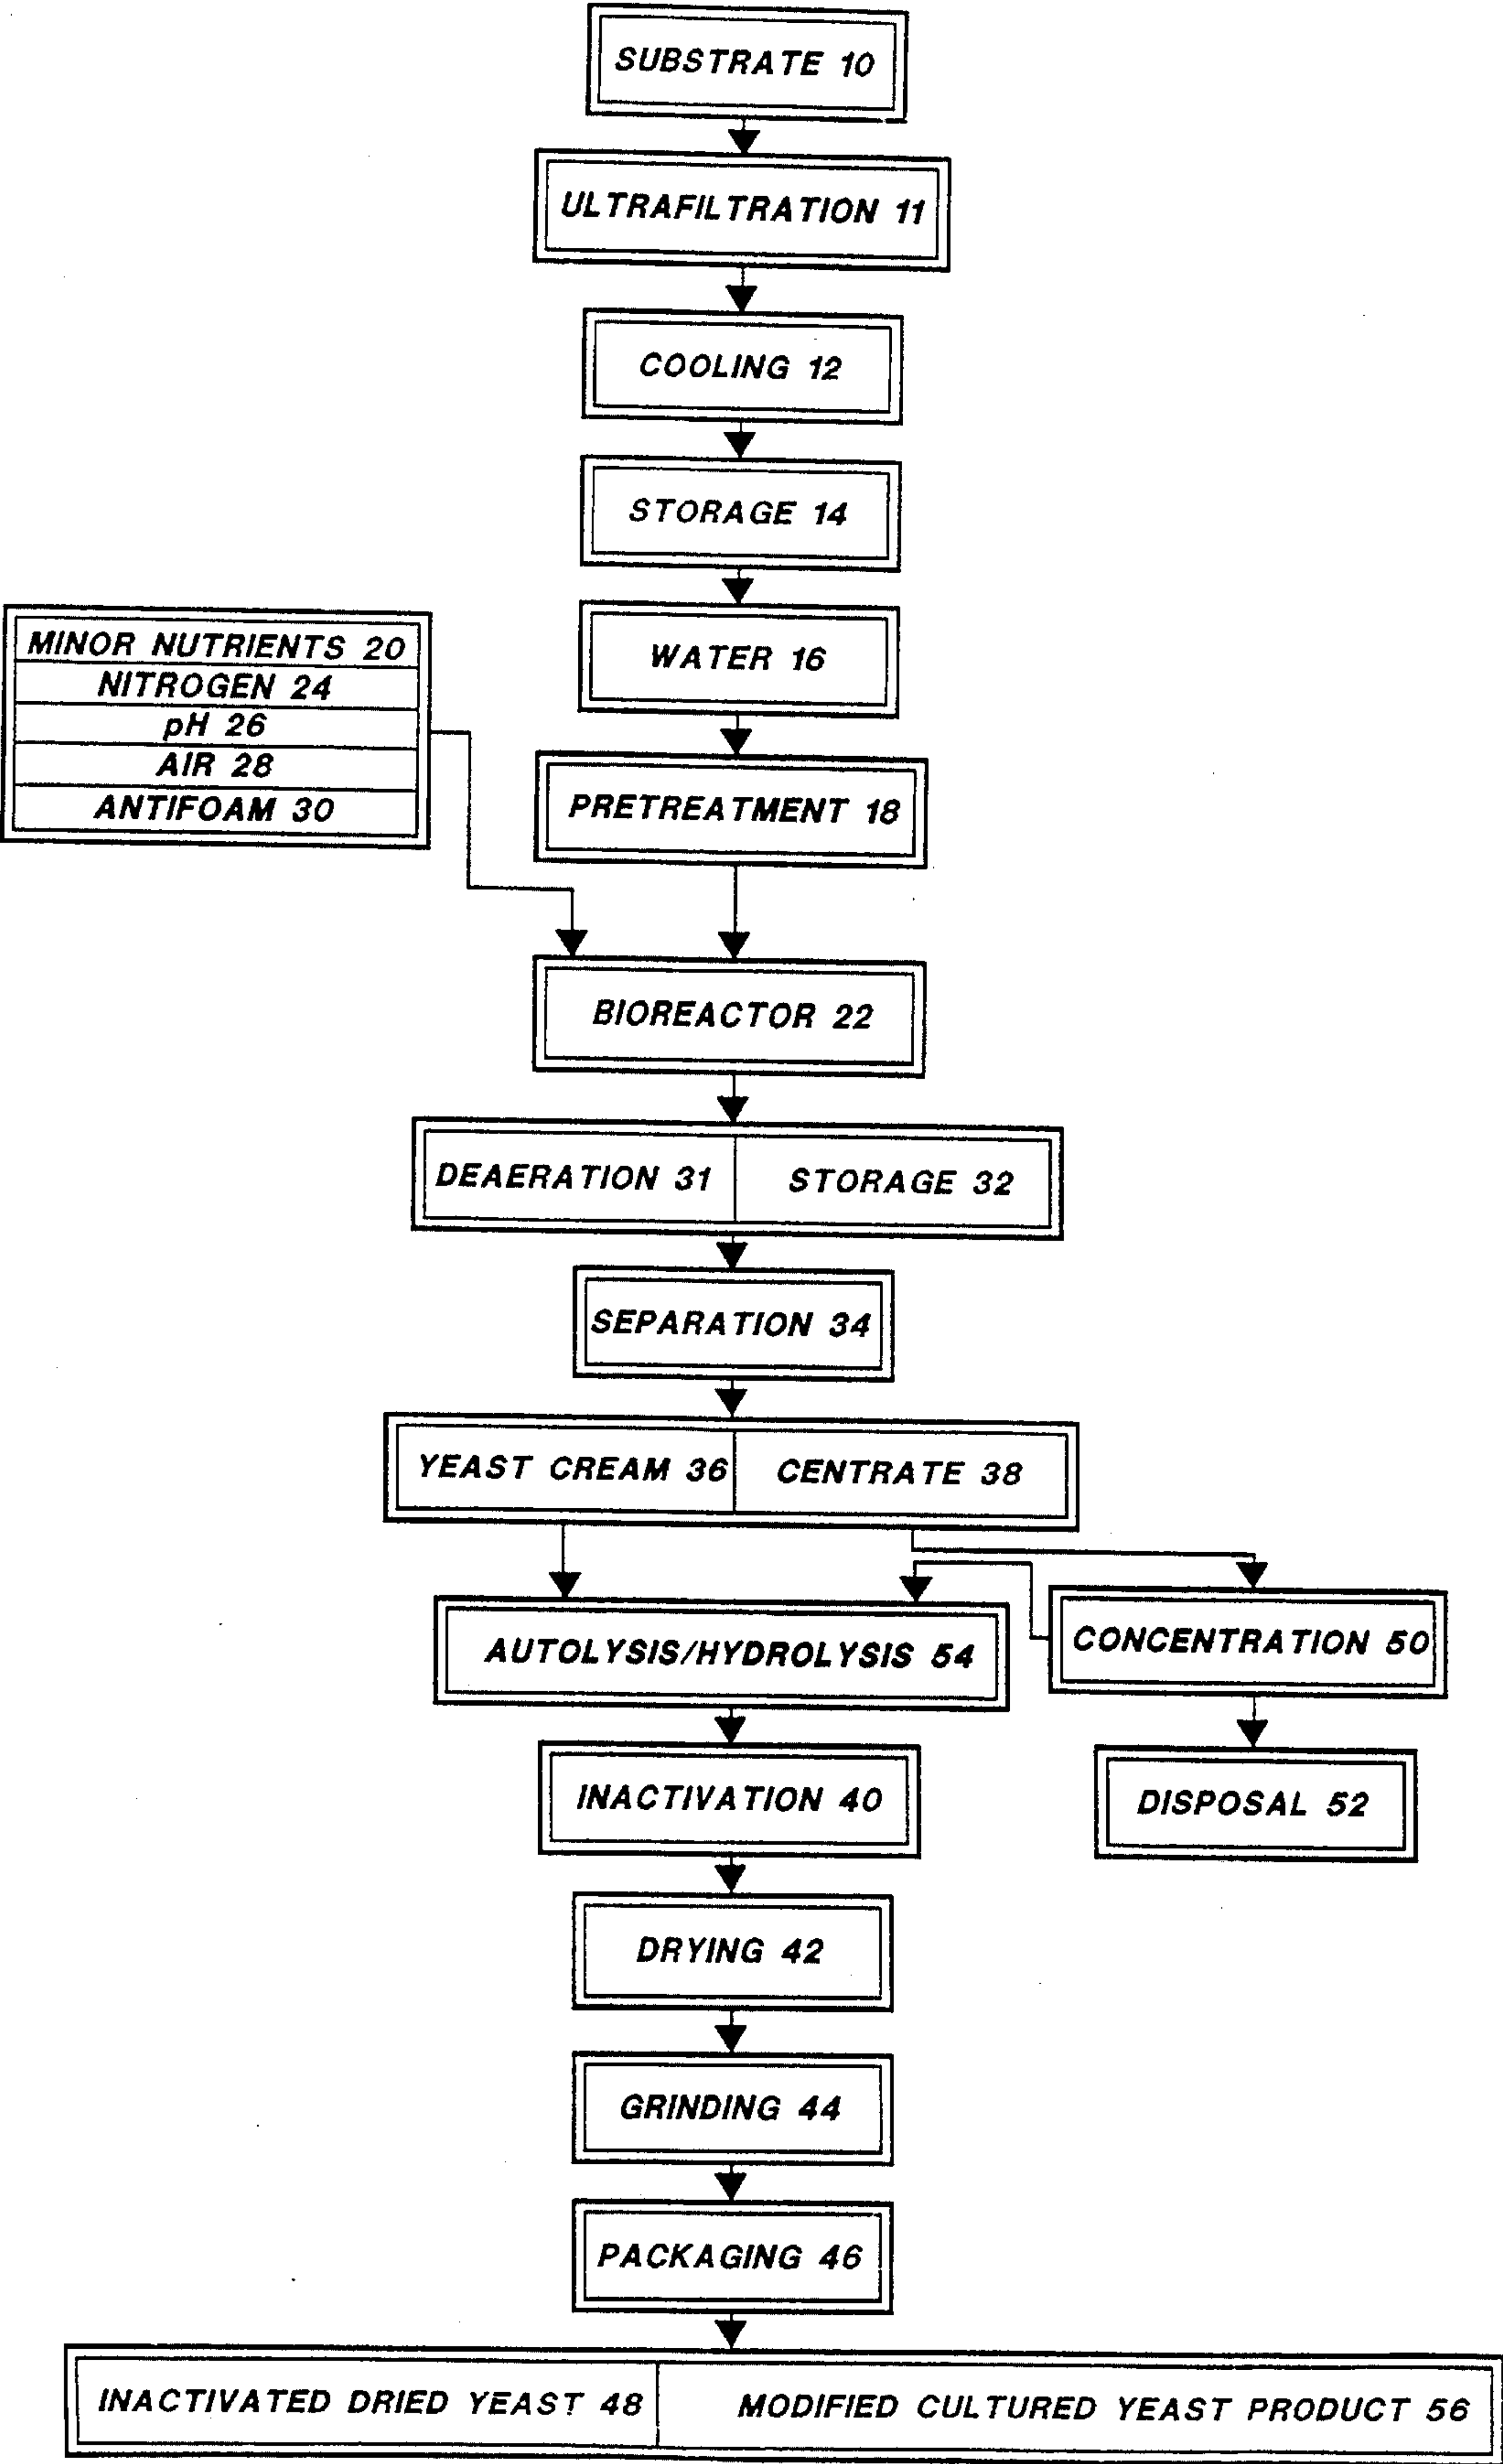 SUBSTRATE 10
ULTRAFILTRATION 11
COOLING 12
STORAGE 14
WATER 16
MINOR NUTRIENTS 20
NITROGEN 24
pH 26
AIR 28
ANTIFOAM 30
PRETREATMENT 18
BIOREACTOR 22
DEAERATION 31
STORAGE 32
SEPARATION 34
YEAST CREAM 36
CENTRATE 38
AUTOLYSIS/HYDROLYSIS 54
CONCENTRATION 50
INACTIVATION 40
DISPOSAL 52
DRYING 42
GRINDING 44
PACKAGING 46
INACTIVATED DRIED YEAST 48
MODIFIED CULTURED YEAST PRODUCT 56